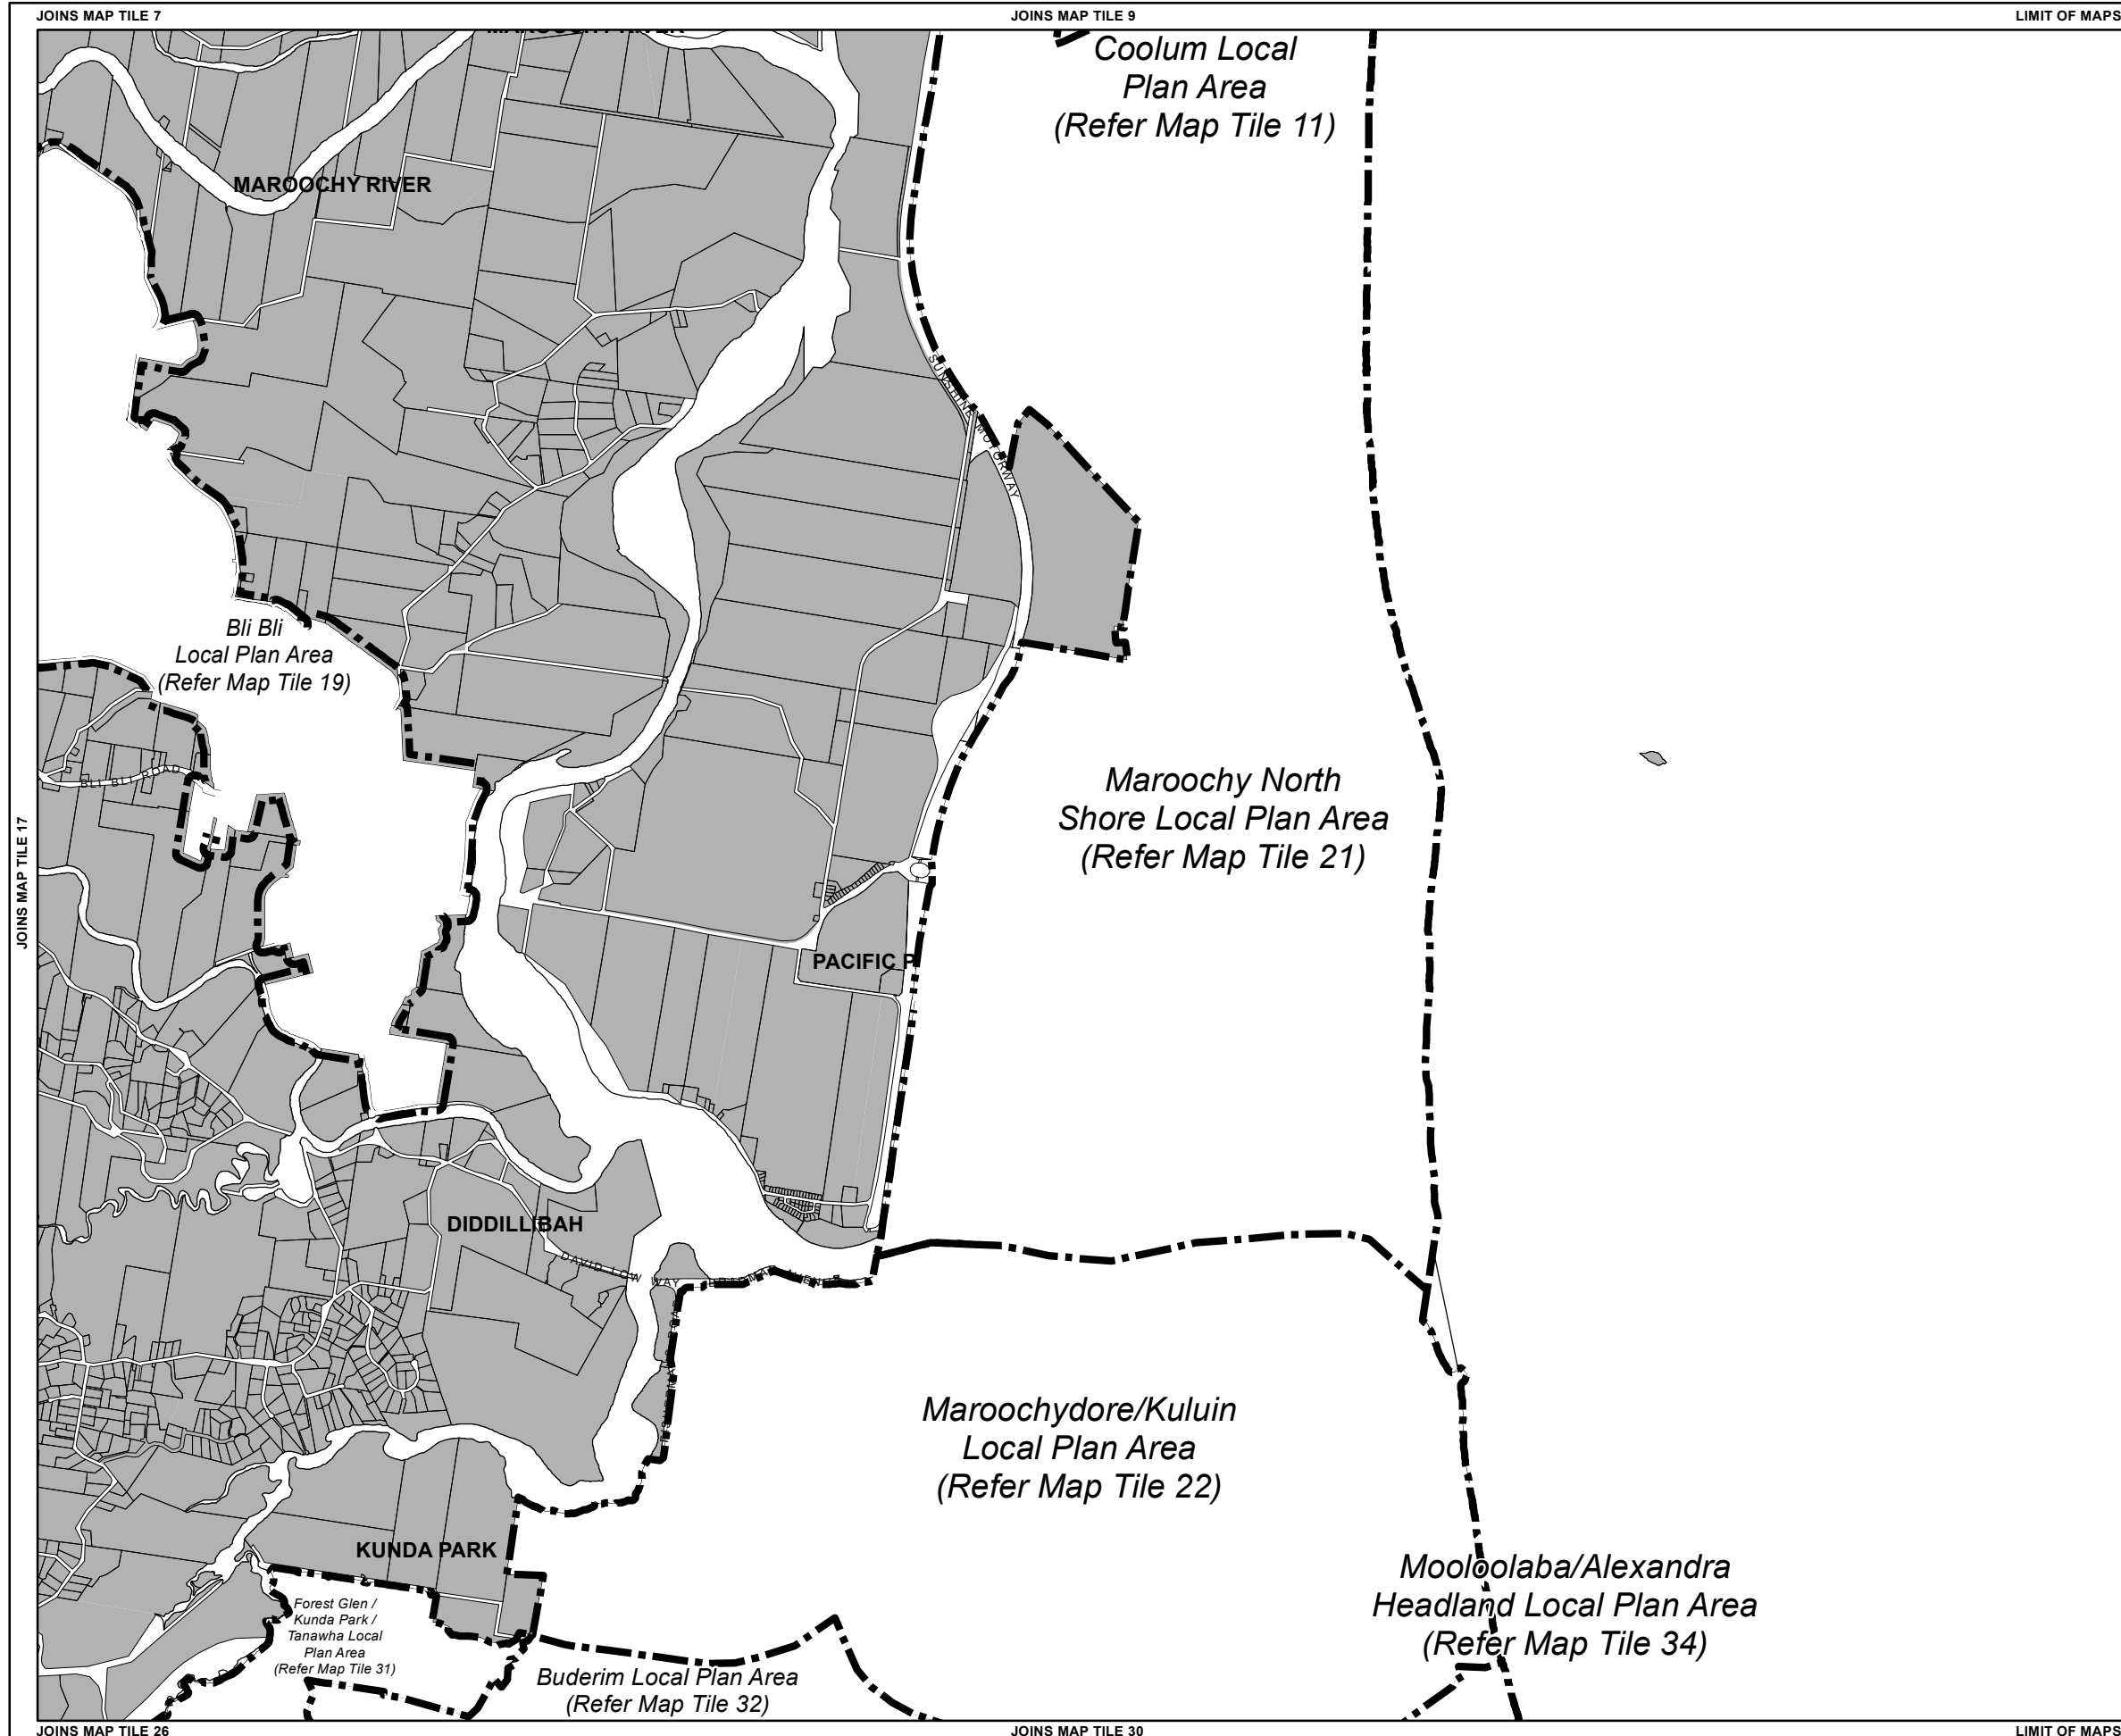 JOINS MAP TILE 7
JOINS MAP TILE 9
LIMIT OF MAPS
MAROOCHY RIVER
Coolum Local
Plan Area
(Refer Map Tile 11)
MAROOCHY RIVER
SUNSHINE MOTORWAY
Bli Bli
Local Plan Area
(Refer Map Tile 19)
BLI BLI ROAD
Maroochy North
Shore Local Plan Area
(Refer Map Tile 21)
JOINS MAP TILE 17
PACIFIC P
DIDDILLIBAH
DAVID LOW WAY
Maroochydore/Kuluin
Local Plan Area
(Refer Map Tile 22)
KUNDA PARK
Mooloolaba/Alexandra
Headland Local Plan Area
(Refer Map Tile 34)
Forest Glen /
Kunda Park /
Tanawha Local
Plan Area
(Refer Map Tile 31)
Buderim Local Plan Area
(Refer Map Tile 32)
JOINS MAP TILE 26
JOINS MAP TILE 30
LIMIT OF MAPS